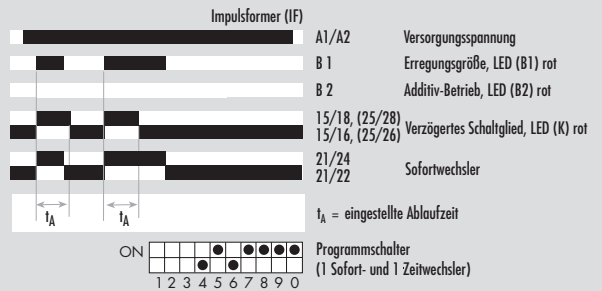 Impulsformer (IF)
A1/A2 Versorgungsspannung
B 1 Erregungsgröße, LED (B1) rot
B 2 Additiv-Betrieb, LED (B2) rot
15/18, (25/28)
15/16, (25/26) Verzögertes Schaltglied, LED (K) rot
21/24
21/22 Sofortwechsler
tA tA tA = eingestellte Ablaufzeit
ON Programmschalter
(1 Sofort- und 1 Zeitwechsler)
1 2 3 4 5 6 7 8 9 0